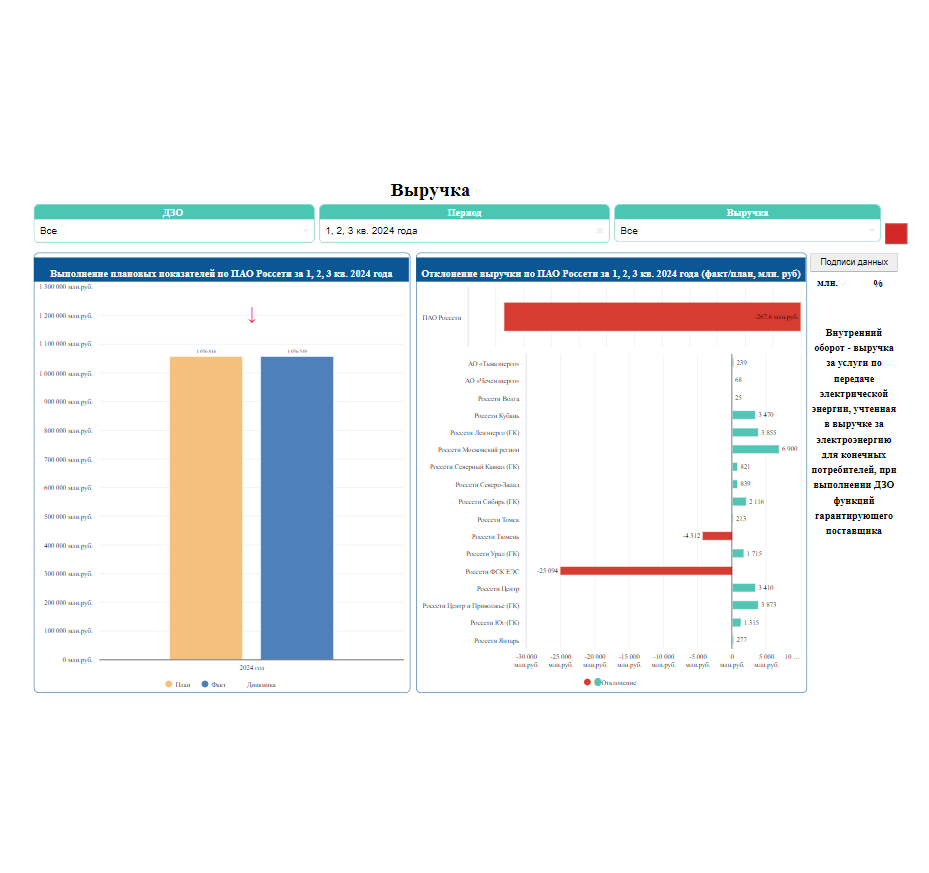 Выручка
ДЗО
Период
Выручка
Все
1, 2, 3 кв. 2024 года
Все
Подписи данных
млн.
%
Выполнение плановых показателей по ПАО Россети за 1, 2, 3 кв. 2024 года
1 300 000 млн.руб.
1 200 000 млн.руб.
1 100 000 млн.руб.
1 000 000 млн.руб.
900 000 млн.руб.
800 000 млн.руб.
700 000 млн.руб.
600 000 млн.руб.
500 000 млн.руб.
400 000 млн.руб.
300 000 млн.руб.
200 000 млн.руб.
100 000 млн.руб.
0 млн.руб.
2024 год
План
Факт
Динамика
Отклонение выручки по ПАО Россети за 1, 2, 3 кв. 2024 года (факт/план, млн. руб)
ПАО Россети
-267.6 млн.руб.
АО «Тываэнерго»
239
АО «Чеченэнерго»
68
Россети Волга
25
Россети Кубань
3 470
Россети Ленэнерго (ГК)
3 855
Россети Московский регион
6 900
Россети Северный Кавказ (ГК)
821
Россети Северо-Запад
839
Россети Сибирь (ГК)
2 116
Россети Томск
213
Россети Тюмень
-4 312
Россети Урал (ГК)
1 715
Россети ФСК ЕЭС
-25 094
Россети Центр
3 410
Россети Центр и Приволжье (ГК)
3 873
Россети Юг (ГК)
1 315
Россети Янтарь
277
-30 000 -25 000 -20 000 -15 000 -10 000 -5 000 0 5 000 10 ...
млн.руб. млн.руб. млн.руб. млн.руб. млн.руб. млн.руб. млн.руб. млн.руб.
Отклонение
Внутренний
оборот - выручка
за услуги по
передаче
электрической
энергии, учтенная
в выручке за
электроэнергию
для конечных
потребителей, при
выполнении ДЗО
функций
гарантирующего
поставщика